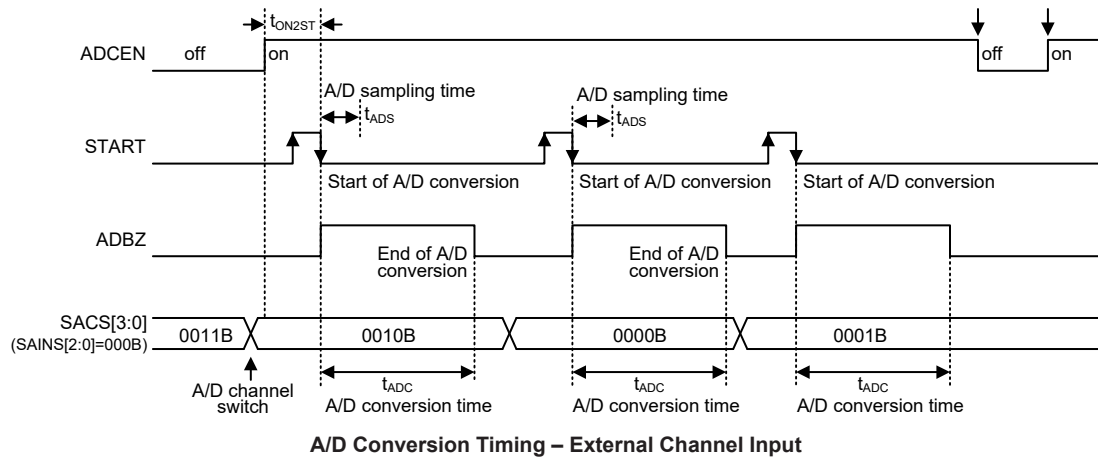 tON2ST
ADCEN off on off on
A/D sampling time A/D sampling time
tADS tADS
START
Start of A/D conversion Start of A/D conversion Start of A/D conversion
ADBZ
End of A/D conversion End of A/D conversion
SACS[3:0]
(SAINS[2:0]=000B)
0011B 0010B 0000B 0001B
A/D channel switch
tADC tADC tADC
A/D conversion time A/D conversion time A/D conversion time
A/D Conversion Timing – External Channel Input